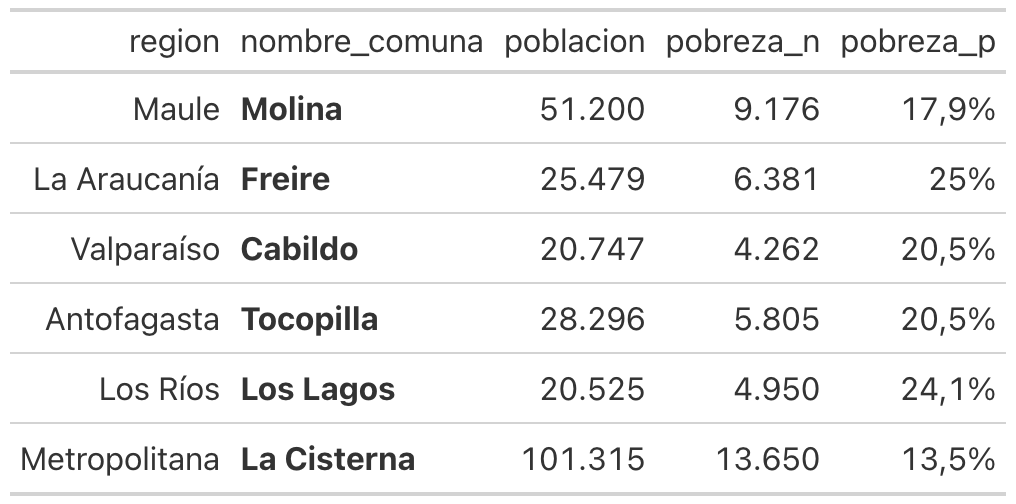 region nombre_comuna poblacion pobreza_n pobreza_p
Maule Molina 51.200 9.176 17,9%
La Araucanía Freire 25.479 6.381 25%
Valparaíso Cabildo 20.747 4.262 20,5%
Antofagasta Tocopilla 28.296 5.805 20,5%
Los Ríos Los Lagos 20.525 4.950 24,1%
Metropolitana La Cisterna 101.315 13.650 13,5%